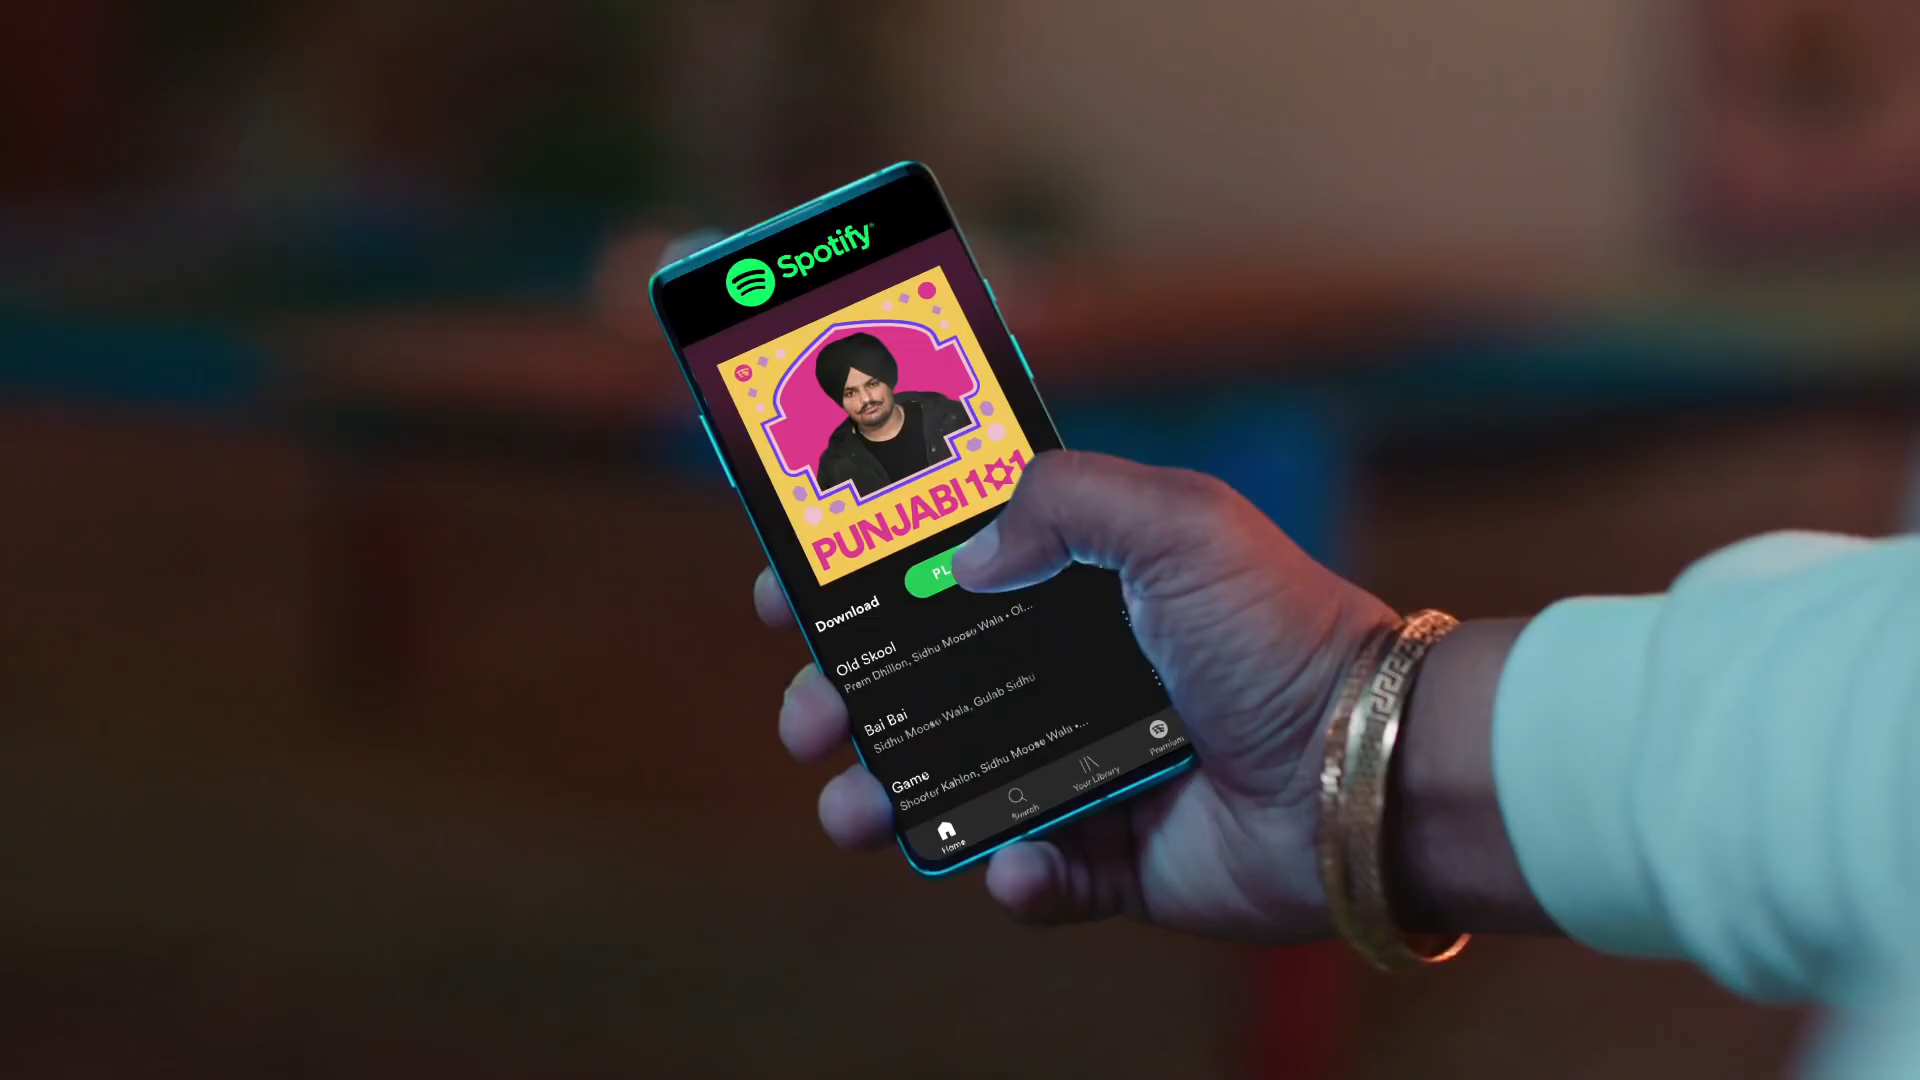 Spotify
PUNJABI 101
PL
Download
Old Skool
Prem Dhillon, Sidhu Moose Wala • Ol...
Bai Bai
Sidhu Moose Wala, Gulab Sidhu
Game
Shooter Kahlon, Sidhu Moose Wala •...
Home
Search
Your Library
Premium